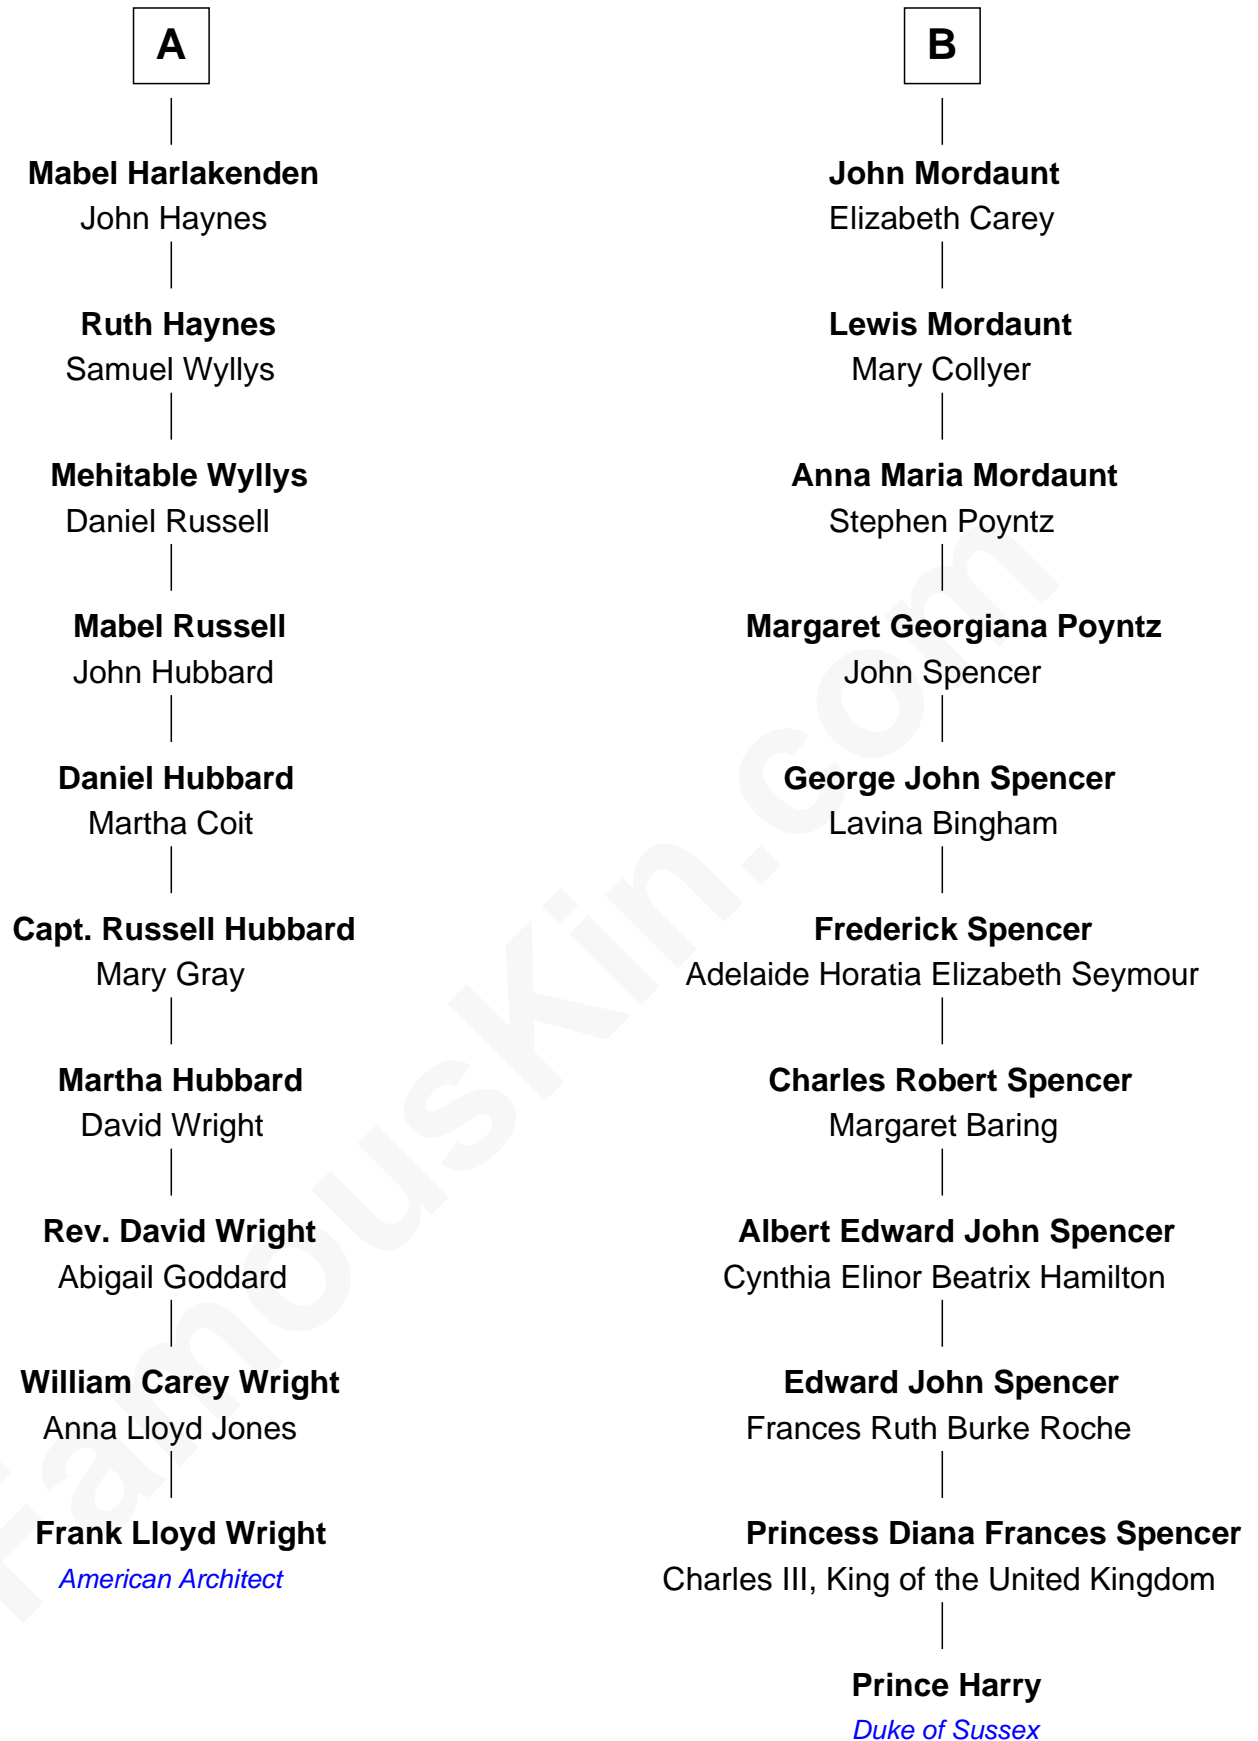 A
Mabel Harlakenden
John Haynes
Ruth Haynes
Samuel Wyllys
Mehitable Wyllys
Daniel Russell
Mabel Russell
John Hubbard
Daniel Hubbard
Martha Coit
Capt. Russell Hubbard
Mary Gray
Martha Hubbard
David Wright
Rev. David Wright
Abigail Goddard
William Carey Wright
Anna Lloyd Jones
Frank Lloyd Wright
American Architect
B
John Mordaunt
Elizabeth Carey
Lewis Mordaunt
Mary Collyer
Anna Maria Mordaunt
Stephen Poyntz
Margaret Georgiana Poyntz
John Spencer
George John Spencer
Lavina Bingham
Frederick Spencer
Adelaide Horatia Elizabeth Seymour
Charles Robert Spencer
Margaret Baring
Albert Edward John Spencer
Cynthia Elinor Beatrix Hamilton
Edward John Spencer
Frances Ruth Burke Roche
Princess Diana Frances Spencer
Charles III, King of the United Kingdom
Prince Harry
Duke of Sussex
FamousKin.com